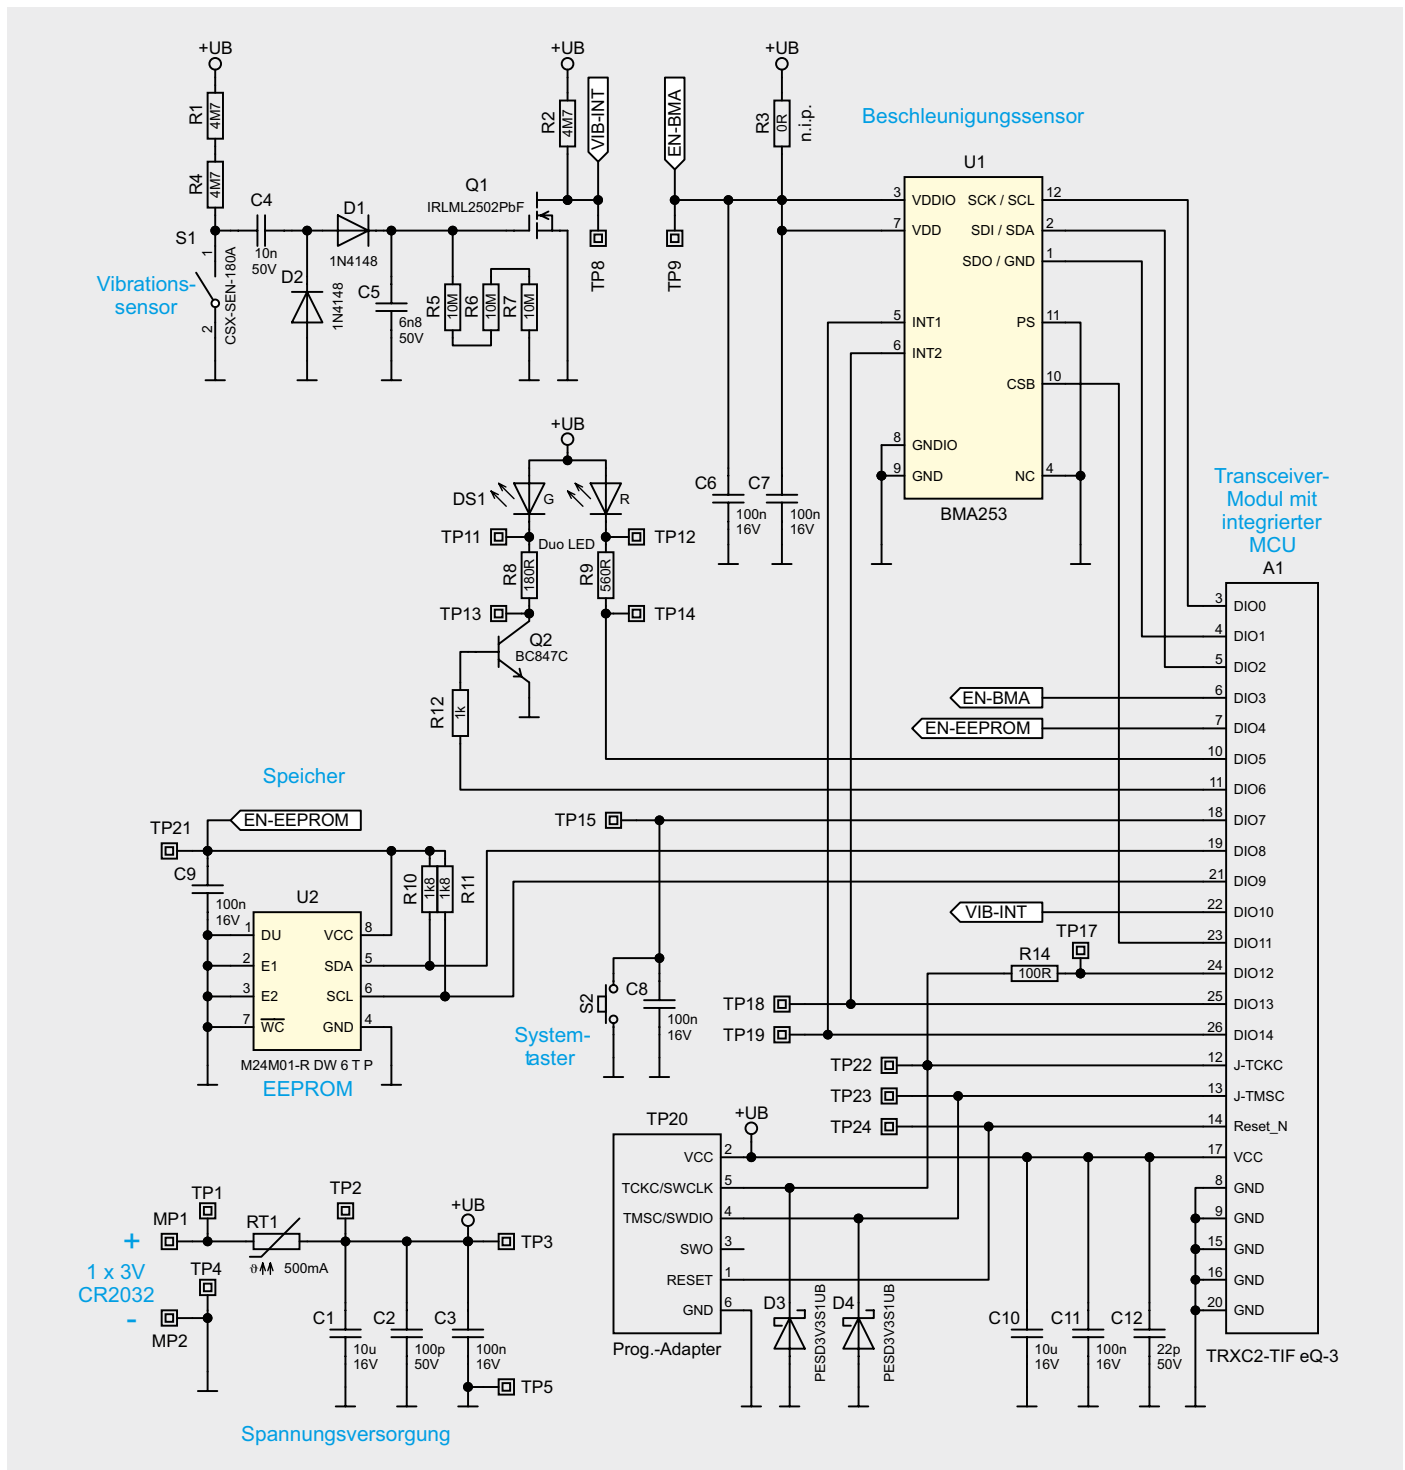 +UB
+UB
+UB
R1
4M7
R4
4M7
S1
1
2
CSX-SEN-180A
Vibrations-
sensor
C4
10n
50V
D2
1N4148
D1
1N4148
C5
6n8
50V
R5
10M
R6
10M
R7
10M
Q1
IRLML2502PbF
R2
4M7
VIB-INT
TP8
EN-BMA
TP9
R3
0R
n.i.p.
Beschleunigungssensor
U1
3
VDDIO
SCK / SCL
12
7
VDD
SDI / SDA
2
SDO / GND
1
5
INT1
PS
11
6
INT2
CSB
10
8
GNDIO
9
GND
NC
4
BMA253
C6
100n
16V
C7
100n
16V
+UB
DS1
G
R
TP11
Duo LED
TP12
R8
180R
R9
560R
TP13
TP14
Q2
BC847C
R12
1k
Transceiver-
Modul mit
integrierter
MCU
A1
3
DIO0
4
DIO1
5
DIO2
EN-BMA
6
DIO3
EN-EEPROM
7
DIO4
10
DIO5
11
DIO6
TP15
18
DIO7
19
DIO8
21
DIO9
VIB-INT
22
DIO10
23
DIO11
TP17
R14
100R
24
DIO12
TP18
25
DIO13
TP19
26
DIO14
TP22
12
J-TCKC
TP23
13
J-TMSC
TP24
14
Reset_N
17
VCC
8
GND
9
GND
15
GND
16
GND
20
GND
TRXC2-TIF eQ-3
Speicher
EN-EEPROM
TP21
C9
100n
16V
R10
1k8
1k8
R11
U2
1
DU
VCC
8
2
E1
SDA
5
3
E2
SCL
6
7
WC
GND
4
M24M01-R DW 6 T P
EEPROM
System-
taster
S2
C8
100n
16V
TP20
+UB
VCC
2
TCKC/SWCLK
5
TMSC/SWDIO
4
SWO
3
RESET
1
GND
6
Prog.-Adapter
D3
PESD3V3S1UB
D4
PESD3V3S1UB
C10
10u
16V
C11
100n
16V
C12
22p
50V
TP1
MP1
+
1 x 3V
CR2032
-
MP2
TP4
RT1
ϑ
500mA
TP2
+UB
TP3
C1
10u
16V
C2
100p
50V
C3
100n
16V
TP5
Spannungsversorgung